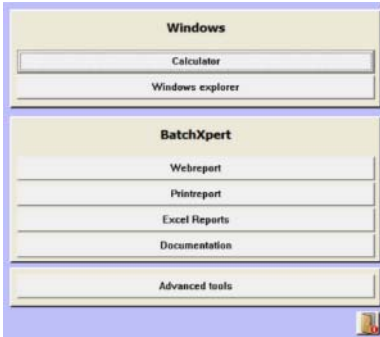 Windows
Calculator
Windows explorer
BatchXpert
Webreport
Printreport
Excel Reports
Documentation
Advanced tools